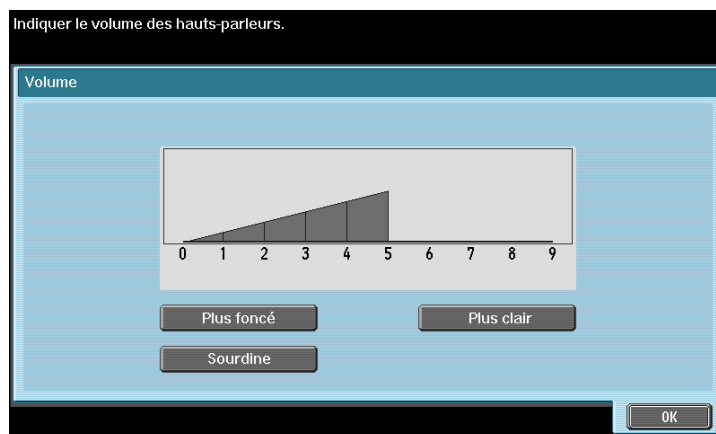 Indiquer le volume des hauts-parleurs.
Volume
0 1 2 3 4 5 6 7 8 9
Plus foncé Plus clair
Sourdine
OK